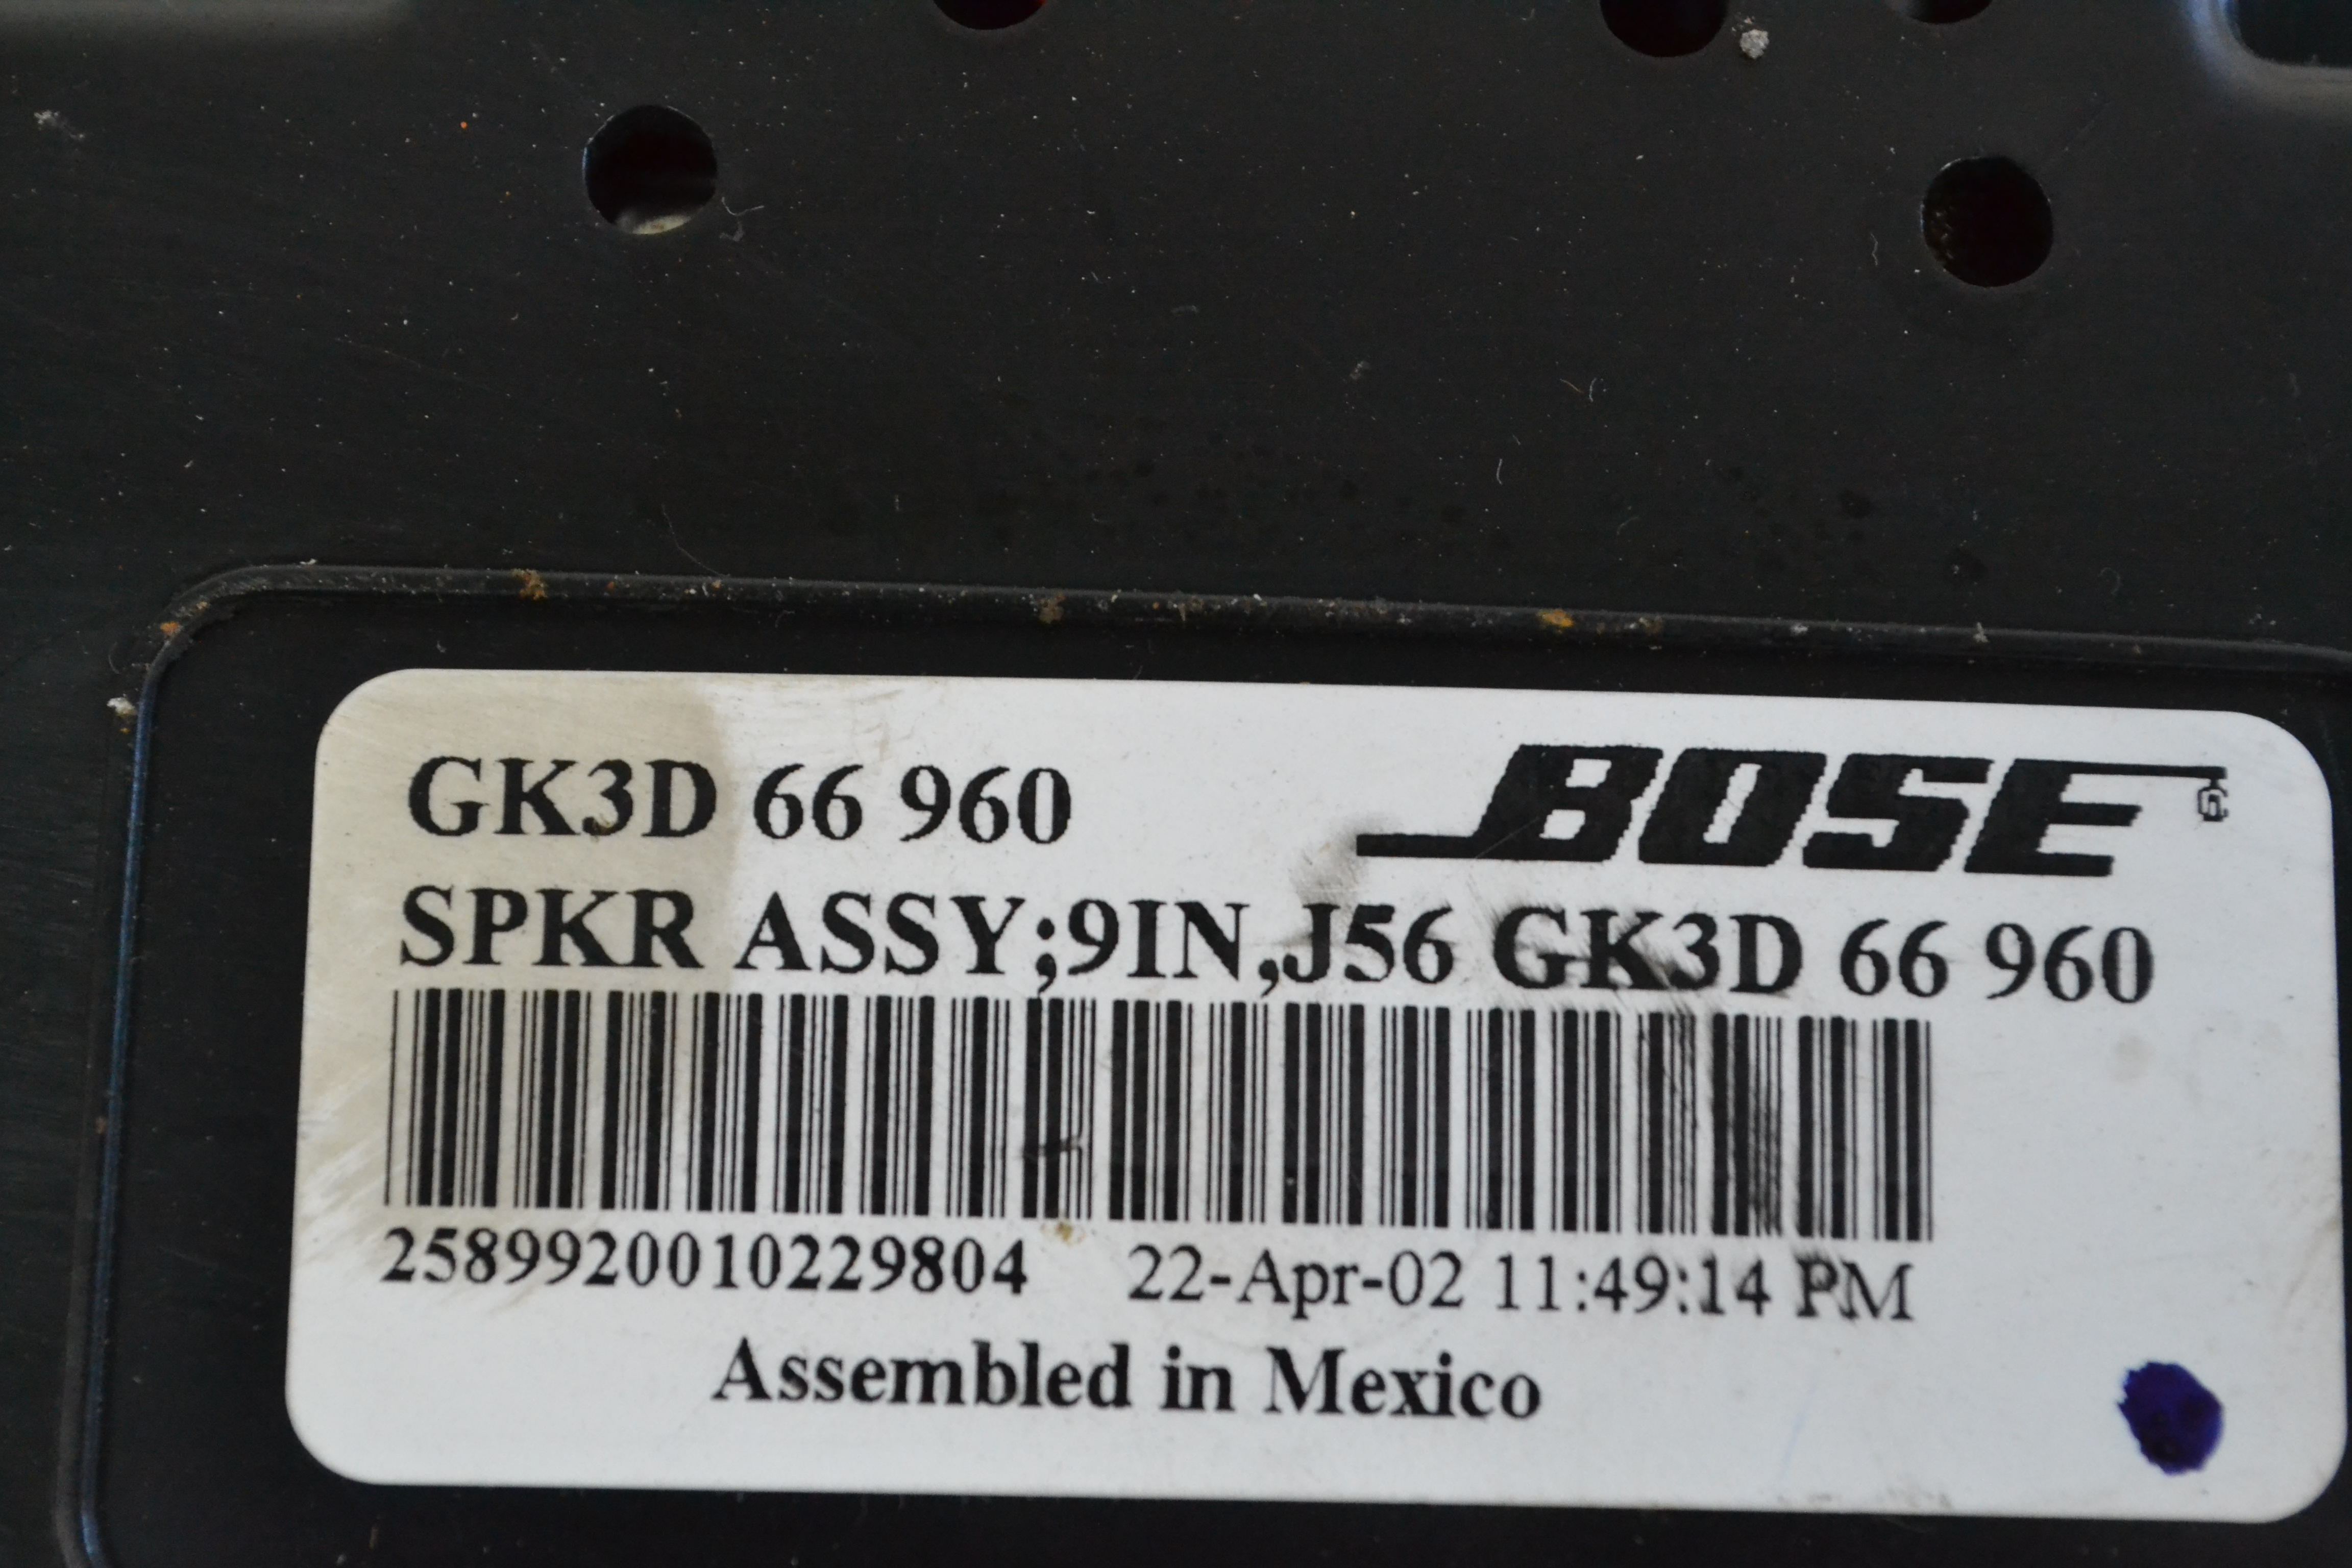 GK3D 66 960 BOSE®
SPKR ASSY;9IN,J56 GK3D 66 960
2589920010229804 22-Apr-02 11:49:14 PM
Assembled in Mexico